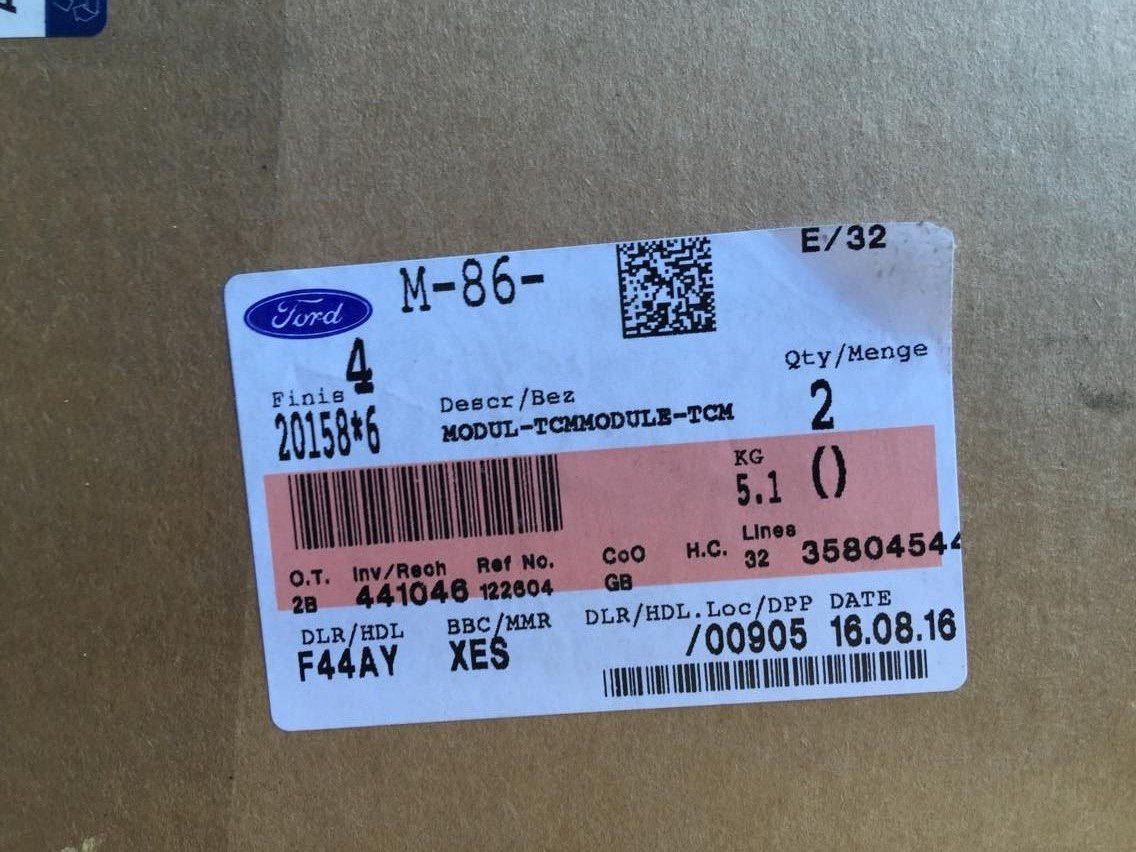 E/32
Ford
M-86-
4
Finis
20158*6
Descr/Bez
MODUL-TCMMODULE-TCM
Qty/Menge
2
KG
5.1 ()
O.T. Inv/Rech Ref No. CoO H.C. Lines
2B 441046 122604 GB 32 35804544
DLR/HDL BBC/MMR DLR/HDL.Loc/DPP DATE
F44AY XES /00905 16.08.16